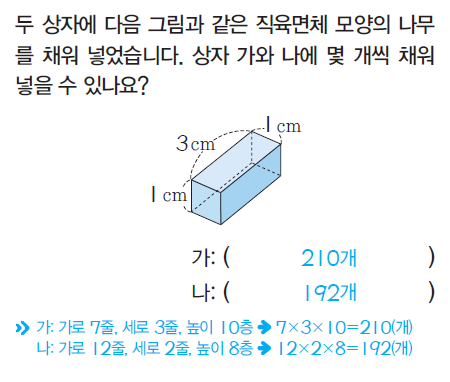 두 상자에 다음 그림과 같은 직육면체 모양의 나무
를 채워 넣었습니다. 상자 가와 나에 몇 개씩 채워
넣을 수 있나요?
1 cm
3 cm
1 cm
가: ( 210개 )
나: ( 192개 )
» 가: 가로 7줄, 세로 3줄, 높이 10층 ➔ 7×3×10=210(개)
나: 가로 12줄, 세로 2줄, 높이 8층 ➔ 12×2×8=192(개)